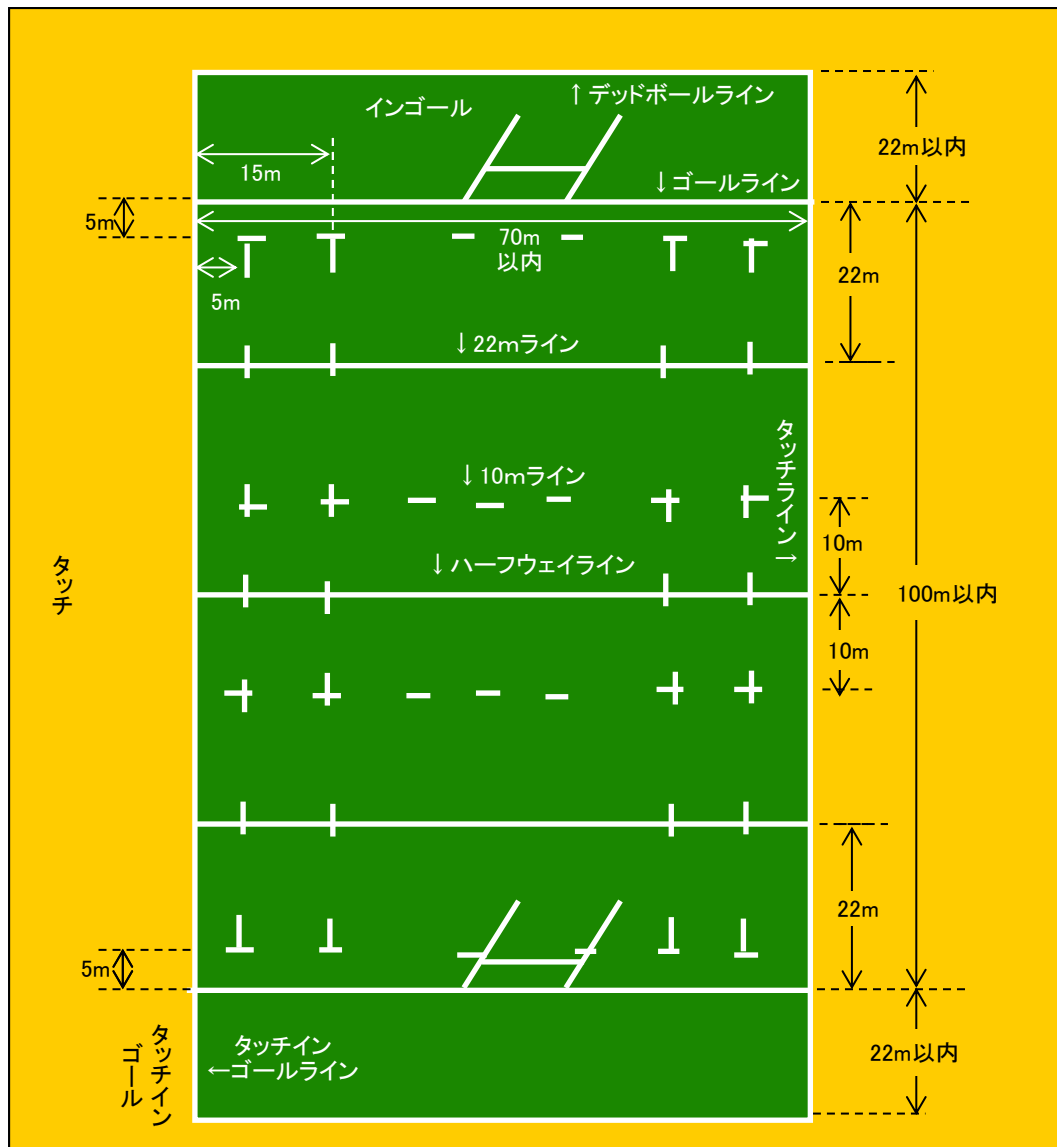 ↑デッドボールライン
インゴール
22m以内
15m
↓ゴールライン
5m
70m
以内
22m
5m
↓22mライン
タッチライン→
↓10mライン
10m
↓ハーフウェイライン
タッチ
100m以内
10m
22m
5m
タッチイン
ゴール
タッチイン
←ゴールライン
22m以内